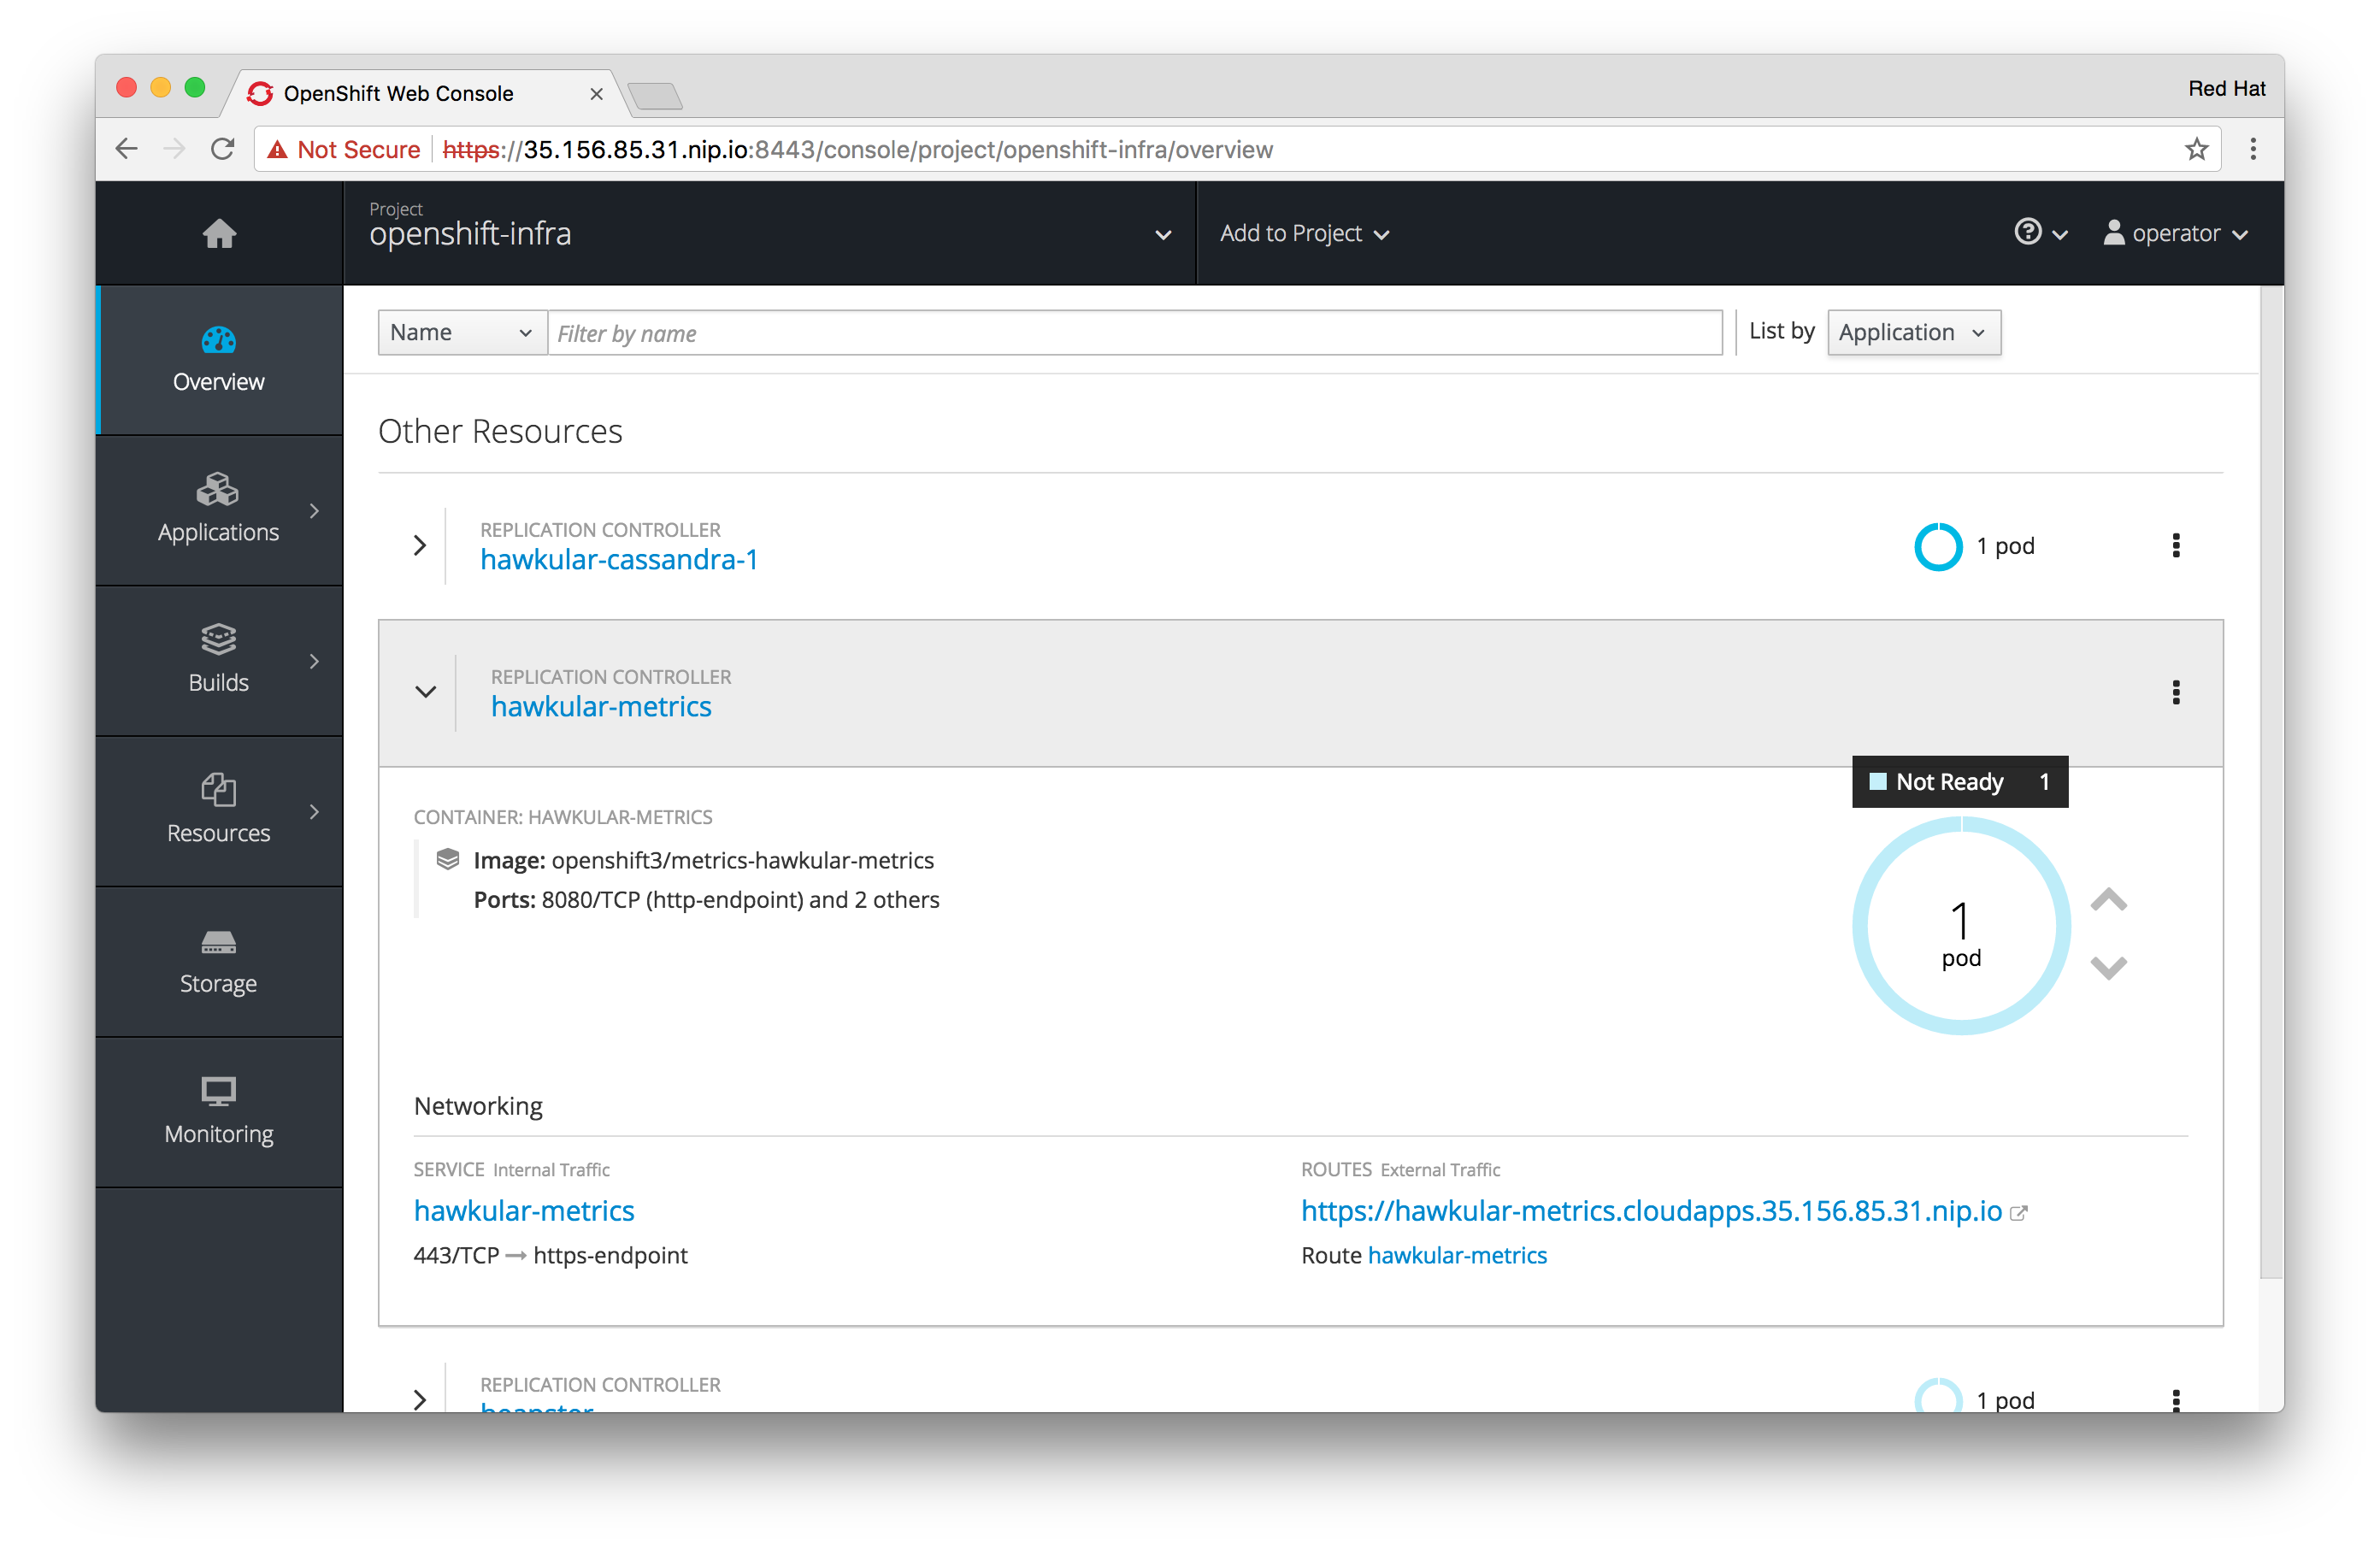 OpenShift Web Console
Red Hat
Not Secure https://35.156.85.31.nip.io:8443/console/project/openshift-infra/overview
Project
openshift-infra
Add to Project
operator
Overview
Applications
Builds
Resources
Storage
Monitoring
Name Filter by name List by Application
Other Resources
REPLICATION CONTROLLER
hawkular-cassandra-1
1 pod
REPLICATION CONTROLLER
hawkular-metrics
Not Ready 1
CONTAINER: HAWKULAR-METRICS
Image: openshift3/metrics-hawkular-metrics
Ports: 8080/TCP (http-endpoint) and 2 others
1
pod
Networking
SERVICE Internal Traffic
hawkular-metrics
443/TCP → https-endpoint
ROUTES External Traffic
https://hawkular-metrics.cloudapps.35.156.85.31.nip.io
Route hawkular-metrics
REPLICATION CONTROLLER
1 pod